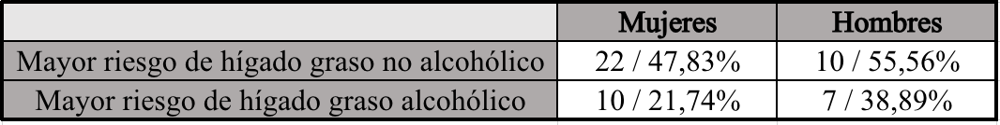 Mujeres Hombres
Mayor riesgo de hígado graso no alcohólico 22 / 47,83% 10 / 55,56%
Mayor riesgo de hígado graso alcohólico 10 / 21,74% 7 / 38,89%